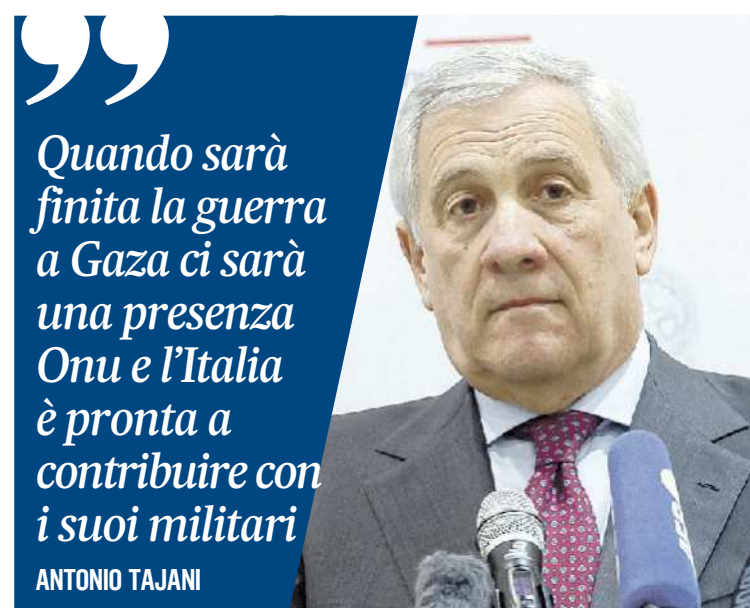 Quando sarà
finita la guerra
a Gaza ci sarà
una presenza
Onu e l'Italia
è pronta a
contribuire con
i suoi militari
ANTONIO TAJANI